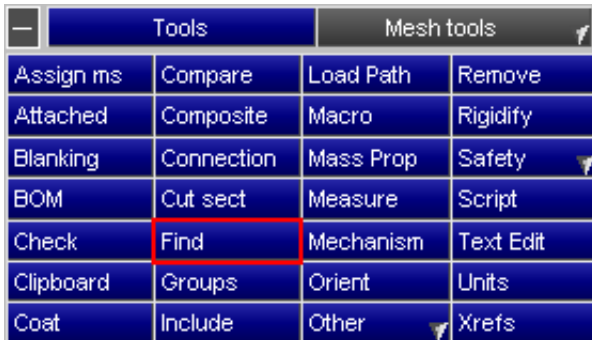 Tools Mesh tools
Assign ms Compare Load Path Remove
Attached Composite Macro Rigidify
Blanking Connection Mass Prop Safety
BOM Cut sect Measure Script
Check Find Mechanism Text Edit
Clipboard Groups Orient Units
Coat Include Other Xrefs